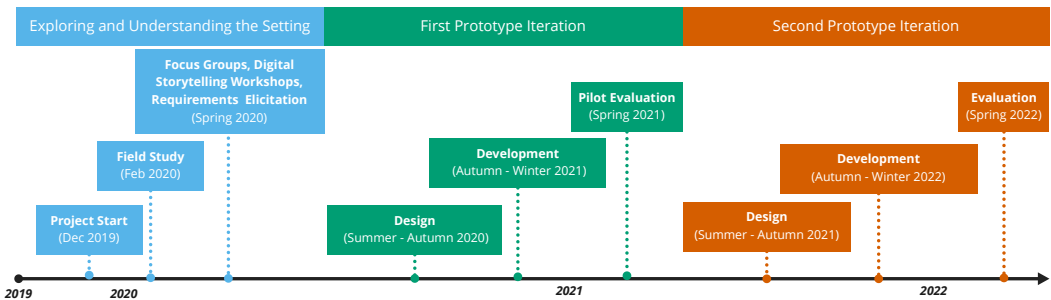 Exploring and Understanding the Setting
First Prototype Iteration
Second Prototype Iteration
Focus Groups, Digital
Storytelling Workshops,
Requirements Elicitation
(Spring 2020)
Pilot Evaluation
(Spring 2021)
Evaluation
(Spring 2022)
Field Study
(Feb 2020)
Development
(Autumn - Winter 2021)
Development
(Autumn - Winter 2022)
Project Start
(Dec 2019)
Design
(Summer - Autumn 2020)
Design
(Summer - Autumn 2021)
2019
2020
2021
2022